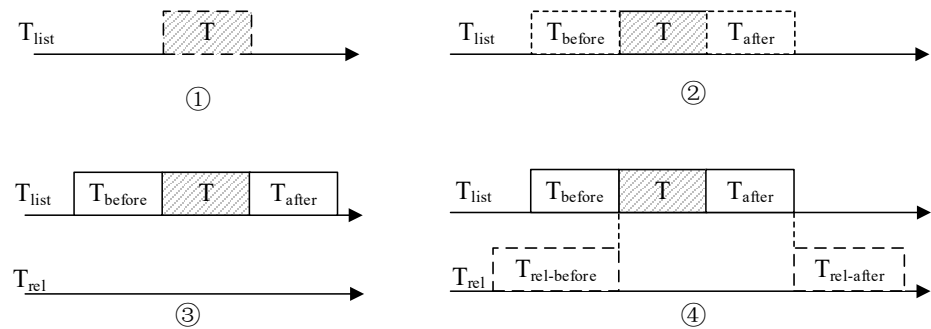 T_list T
①
T_list T_before T T_after
②
T_list T_before T T_after
T_rel
③
T_list T_before T T_after
T_rel T_rel-before T_rel-after
④